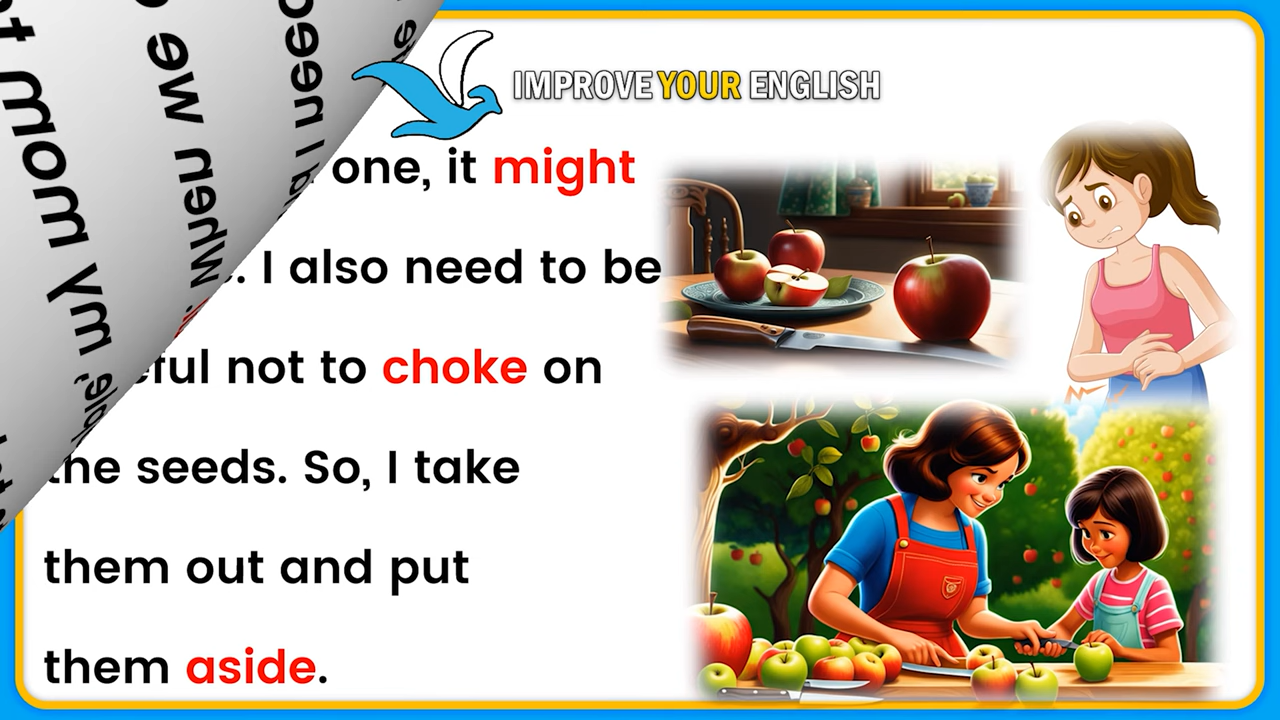 IMPROVE YOUR ENGLISH
one, it might
. I also need to be
not to choke on
the seeds. So, I take
them out and put
them aside.
mom my
When we
I need